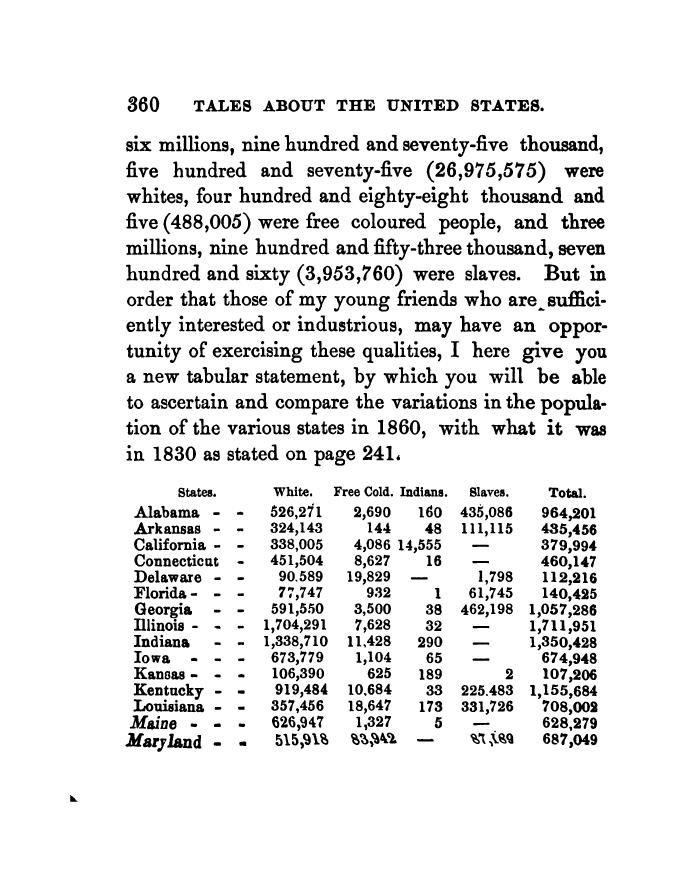 360 TALES ABOUT THE UNITED STATES.
six millions, nine hundred and seventy-five thousand,
five hundred and seventy-five (26,975,575) were
whites, four hundred and eighty-eight thousand and
five (488,005) were free coloured people, and three
millions, nine hundred and fifty-three thousand, seven
hundred and sixty (3,953,760) were slaves. But in
order that those of my young friends who are suffici-
ently interested or industrious, may have an oppor-
tunity of exercising these qualities, I here give you
a new tabular statement, by which you will be able
to ascertain and compare the variations in the popula-
tion of the various states in 1860, with what it was
in 1830 as stated on page 241.
States. White. Free Cold. Indians. Slaves. Total.
Alabama - - 526,271 2,690 160 435,086 964,201
Arkansas - - 324,143 144 48 111,115 435,456
California - - 338,005 4,086 14,555 — 379,994
Connecticut - 451,504 8,627 16 — 460,147
Delaware - - 90.589 19,829 — 1,798 112,216
Florida - - 77,747 932 1 61,745 140,425
Georgia - - 591,550 3,500 38 462,198 1,057,286
Illinois - - - 1,704,291 7,628 32 — 1,711,951
Indiana - - 1,338,710 11,428 290 — 1,350,428
Iowa - - - 673,779 1,104 65 — 674,948
Kansas - - - 106,390 625 189 2 107,206
Kentucky - - 919,484 10,684 33 225.483 1,155,684
Louisiana - - 357,456 18,647 173 331,726 708,002
Maine - - - 626,947 1,327 5 — 628,279
Maryland - - 515,918 83,942 — 87,189 687,049